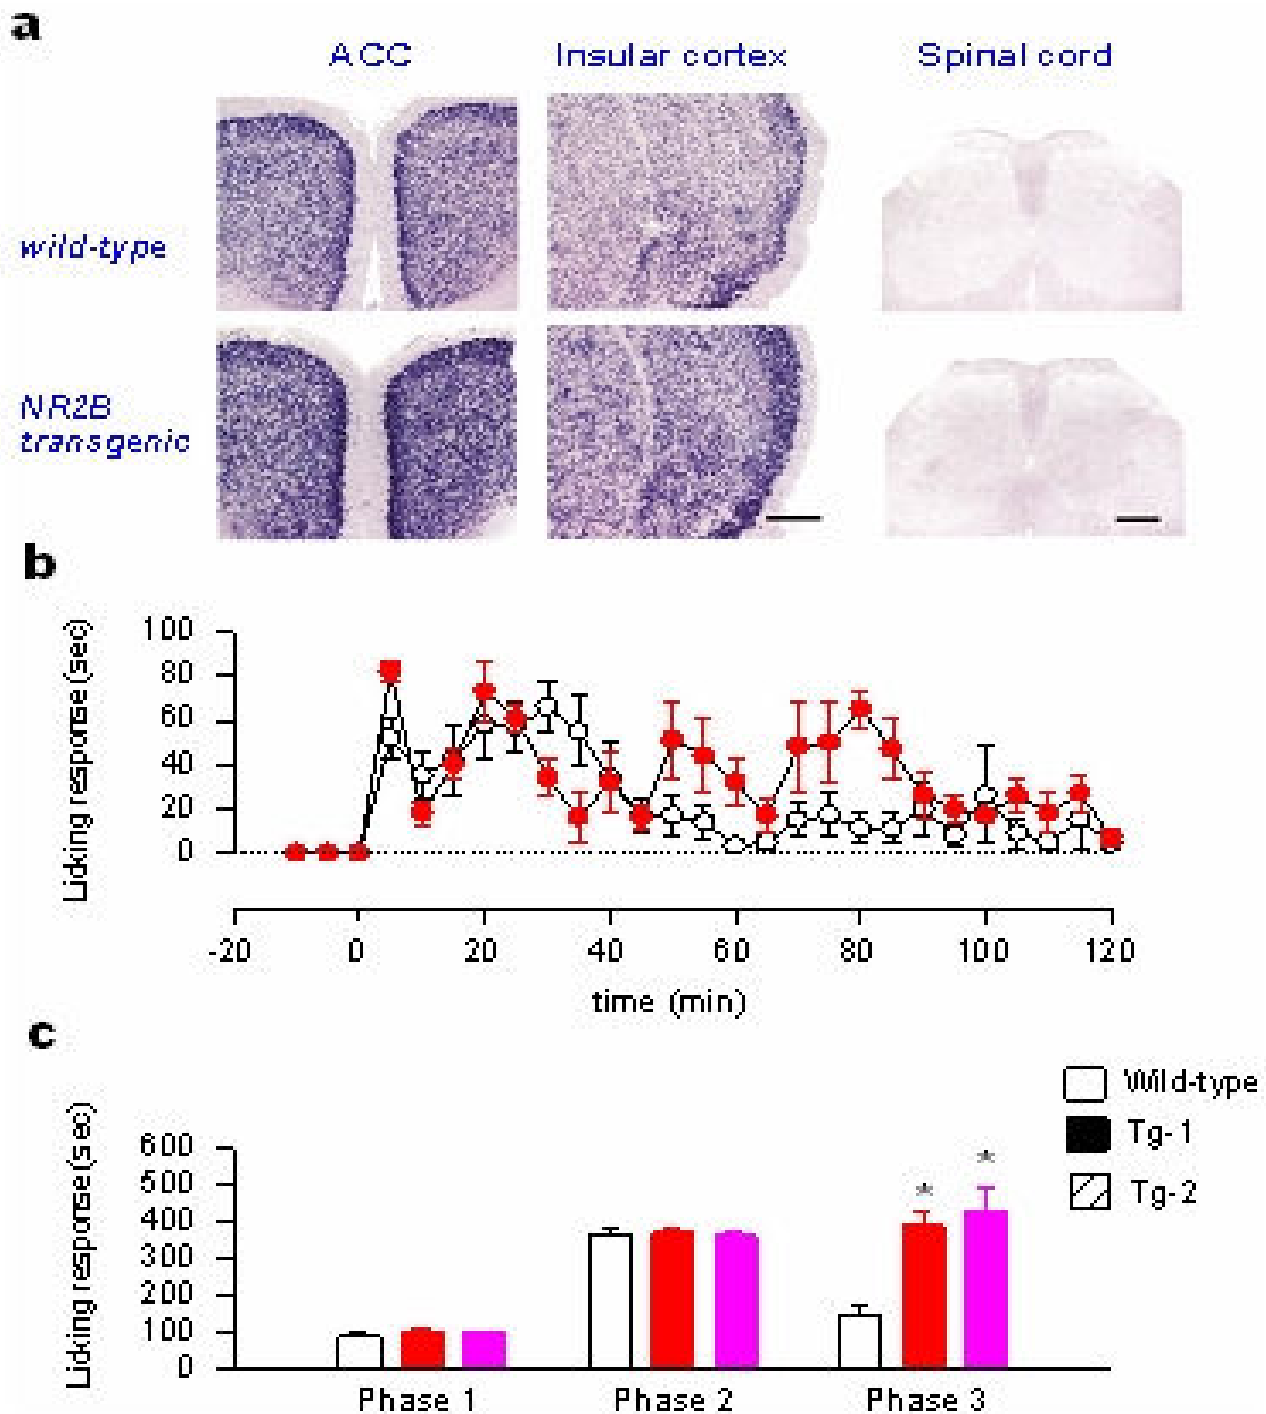 a
ACC Insular cortex Spinal cord
wild-type
NR2B
transgenic
b
Licking response (sec)
100
80
60
40
20
0
-20 0 20 40 60 80 100 120
time (min)
c
Licking response (sec)
600
500
400
300
200
100
0
* *
Wild-type
Tg-1
Tg-2
Phase 1 Phase 2 Phase 3